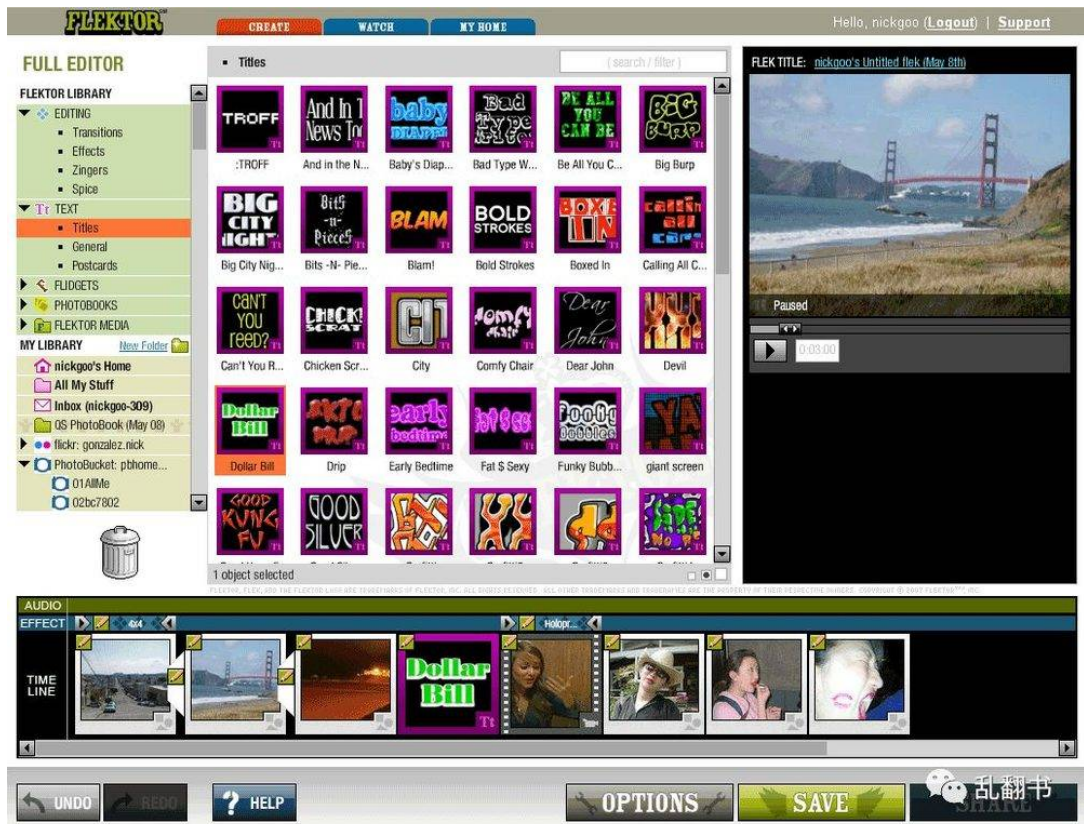 FLEKTOR
CREATE
WATCH
MY HOME
Hello, nickgoo (Logout) | Support
FULL EDITOR
FLEKTOR LIBRARY
EDITING
Transitions
Effects
Zingers
Spice
Tt TEXT
Titles
General
Postcards
FLIDGETS
PHOTOBOOKS
FLEKTOR MEDIA
MY LIBRARY New Folder
nickgoo's Home
All My Stuff
Inbox (nickgoo-309)
QS PhotoBook (May 08)
flickr: gonzalez.nick
PhotoBucket: pbhome...
01AllMe
02bc7802
Titles
(search / filter)
:TROFF And in the N... Baby's Diap... Bad Type W... Be All You C... Big Burp
Big City Nig... Bits -N- Pie... Blam! Bold Strokes Boxed In Calling All C...
Can't You R... Chicken Scr... City Comfy Chair Dear John Devil
Dollar Bill Drip Early Bedtime Fat $ Sexy Funky Bubb... giant screen
1 object selected
FLEK TITLE: nickgoo's Untitled flek (May 8th)
Paused
0:03:00
AUDIO
EFFECT
4x4
Holopr...
TIME
LINE
Dollar
Bill
Tt
UNDO
REDO
? HELP
OPTIONS
SAVE
SHARE
乱翻书